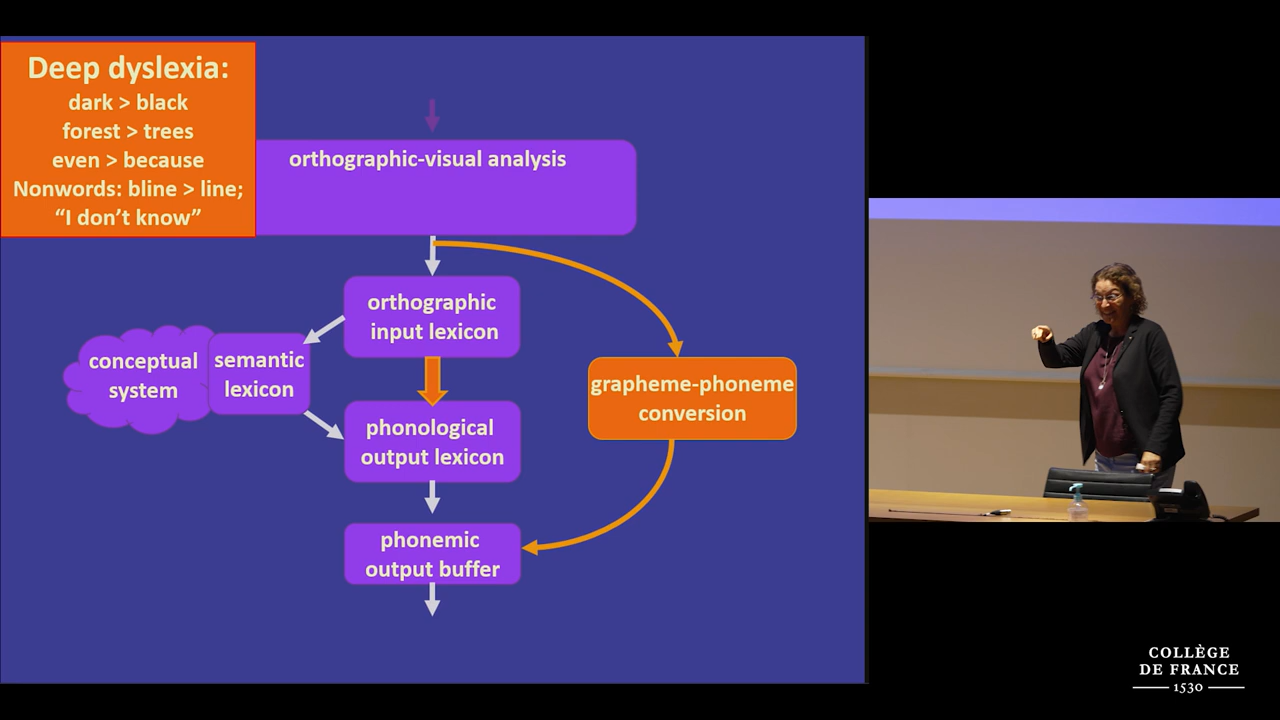 Deep dyslexia:
dark > black
forest > trees
even > because
Nonwords: bline > line;
“I don’t know”
orthographic-visual analysis
orthographic
input lexicon
conceptual
system
semantic
lexicon
grapheme-phoneme
conversion
phonological
output lexicon
phonemic
output buffer
COLLÈGE
DE FRANCE
1530